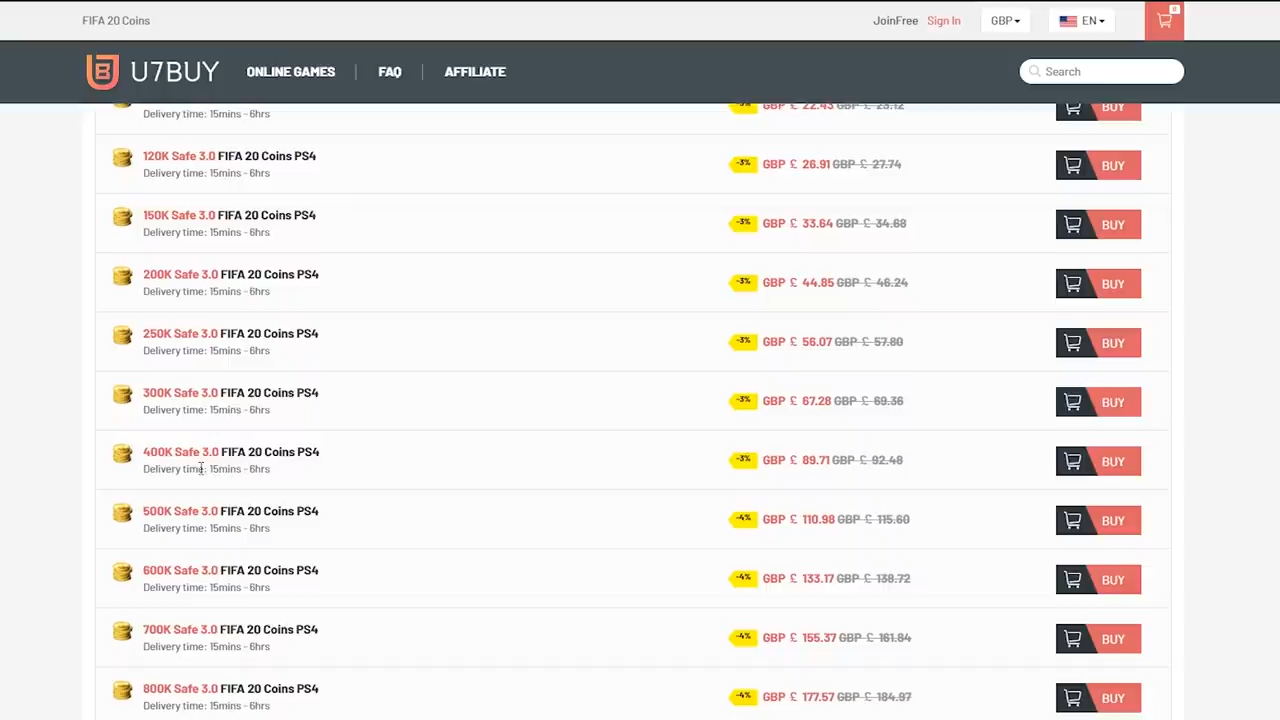 FIFA 20 Coins
JoinFree Sign In GBP EN 0
U7BUY ONLINE GAMES | FAQ | AFFILIATE Search
-3% GBP £ 22.43 GBP £ 23.12 BUY
Delivery time: 15mins - 6hrs
120K Safe 3.0 FIFA 20 Coins PS4
Delivery time: 15mins - 6hrs
-3% GBP £ 26.91 GBP £ 27.74 BUY
150K Safe 3.0 FIFA 20 Coins PS4
Delivery time: 15mins - 6hrs
-3% GBP £ 33.64 GBP £ 34.68 BUY
200K Safe 3.0 FIFA 20 Coins PS4
Delivery time: 15mins - 6hrs
-3% GBP £ 44.85 GBP £ 46.24 BUY
250K Safe 3.0 FIFA 20 Coins PS4
Delivery time: 15mins - 6hrs
-3% GBP £ 56.07 GBP £ 57.80 BUY
300K Safe 3.0 FIFA 20 Coins PS4
Delivery time: 15mins - 6hrs
-3% GBP £ 67.28 GBP £ 69.36 BUY
400K Safe 3.0 FIFA 20 Coins PS4
Delivery time: 15mins - 6hrs
-3% GBP £ 89.71 GBP £ 92.48 BUY
500K Safe 3.0 FIFA 20 Coins PS4
Delivery time: 15mins - 6hrs
-4% GBP £ 110.98 GBP £ 115.60 BUY
600K Safe 3.0 FIFA 20 Coins PS4
Delivery time: 15mins - 6hrs
-4% GBP £ 133.17 GBP £ 138.72 BUY
700K Safe 3.0 FIFA 20 Coins PS4
Delivery time: 15mins - 6hrs
-4% GBP £ 155.37 GBP £ 161.84 BUY
800K Safe 3.0 FIFA 20 Coins PS4
Delivery time: 15mins - 6hrs
-4% GBP £ 177.57 GBP £ 184.97 BUY